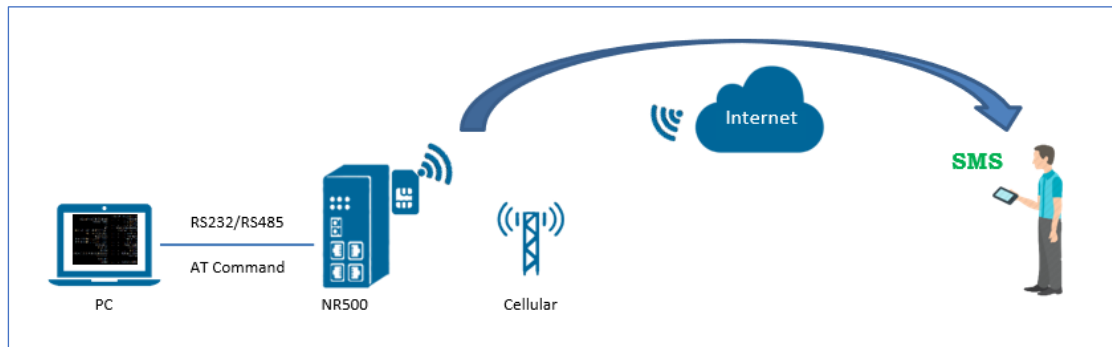 Internet
SMS
RS232/RS485
AT Command
PC
NR500
Cellular